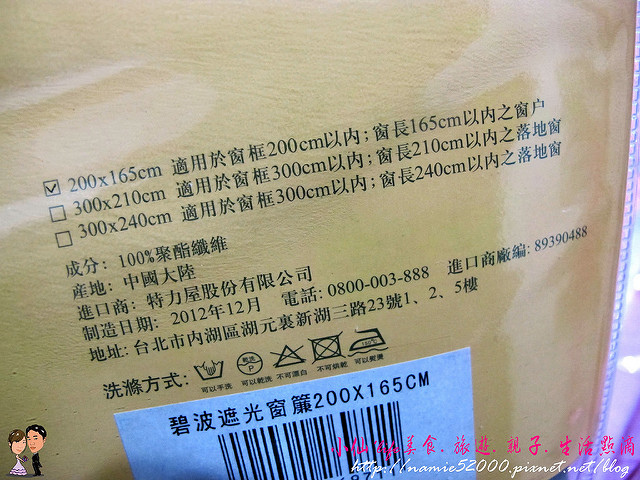 ☑ 200x165cm 適用於窗框200cm以內；窗長165cm以內之窗户
☐ 300x210cm 適用於窗框300cm以內；窗長210cm以內之落地窗
☐ 300x240cm 適用於窗框300cm以內；窗長240cm以內之落地窗
成分: 100%聚酯纖維
産地: 中國大陸
進口商: 特力屋股份有限公司
制造日期: 2012年12月 電話: 0800-003-888 進口商廠編: 89390488
地址: 台北市內湖區湖元裏新湖三路23號1、2、5樓
洗滌方式:
乾洗
P
可以手洗 可以乾洗 不可漂白 不可烘乾 可以熨燙
碧波遮光窗簾200X165CM
小仙 美食.旅遊.親子.生活點滴
http://namie52000.pixnet.net/blog